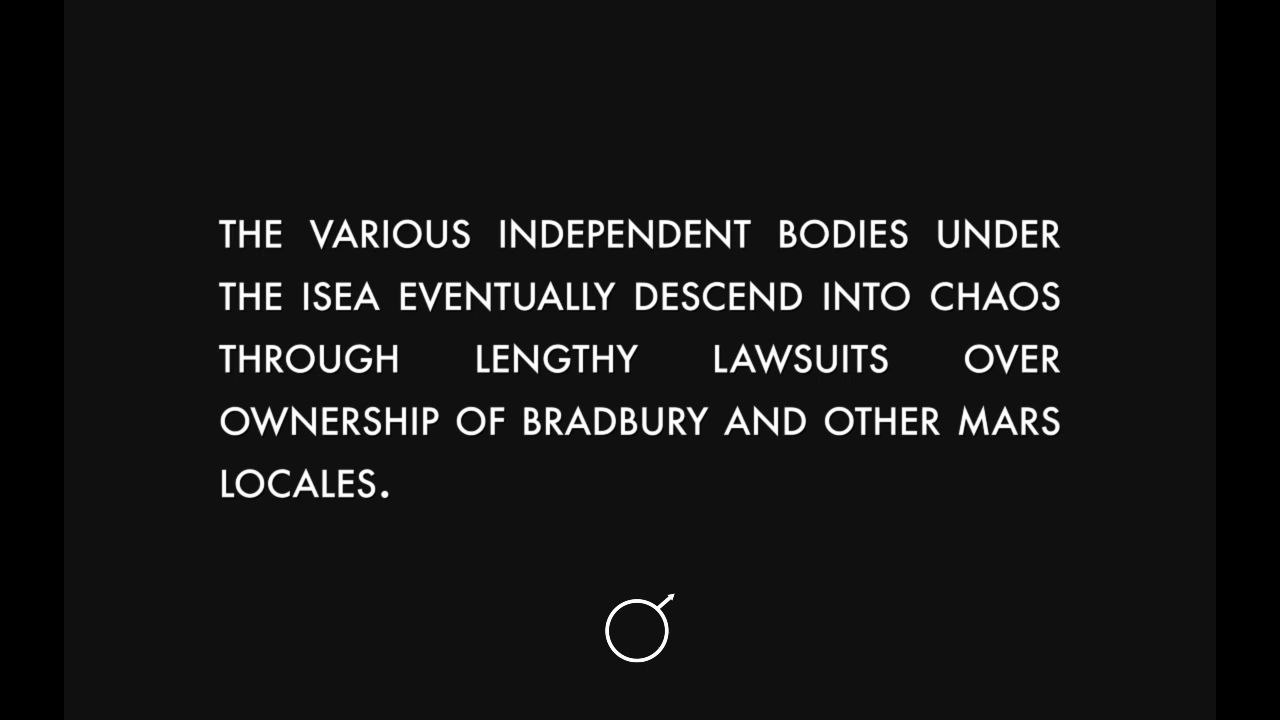 THE VARIOUS INDEPENDENT BODIES UNDER
THE ISEA EVENTUALLY DESCEND INTO CHAOS
THROUGH LENGTHY LAWSUITS OVER
OWNERSHIP OF BRADBURY AND OTHER MARS
LOCALES.